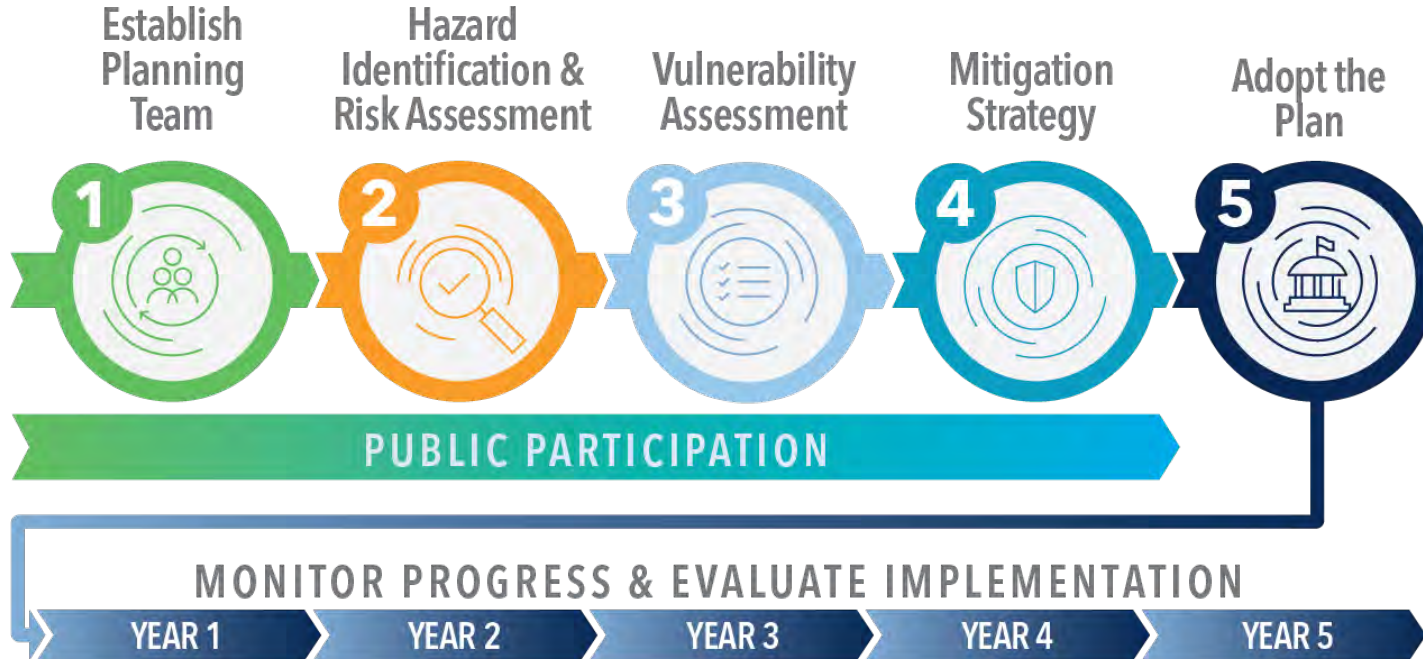 Establish
Planning
Team
Hazard
Identification &
Risk Assessment
Vulnerability
Assessment
Mitigation
Strategy
Adopt the
Plan
1
2
3
4
5
PUBLIC PARTICIPATION
MONITOR PROGRESS & EVALUATE IMPLEMENTATION
YEAR 1
YEAR 2
YEAR 3
YEAR 4
YEAR 5